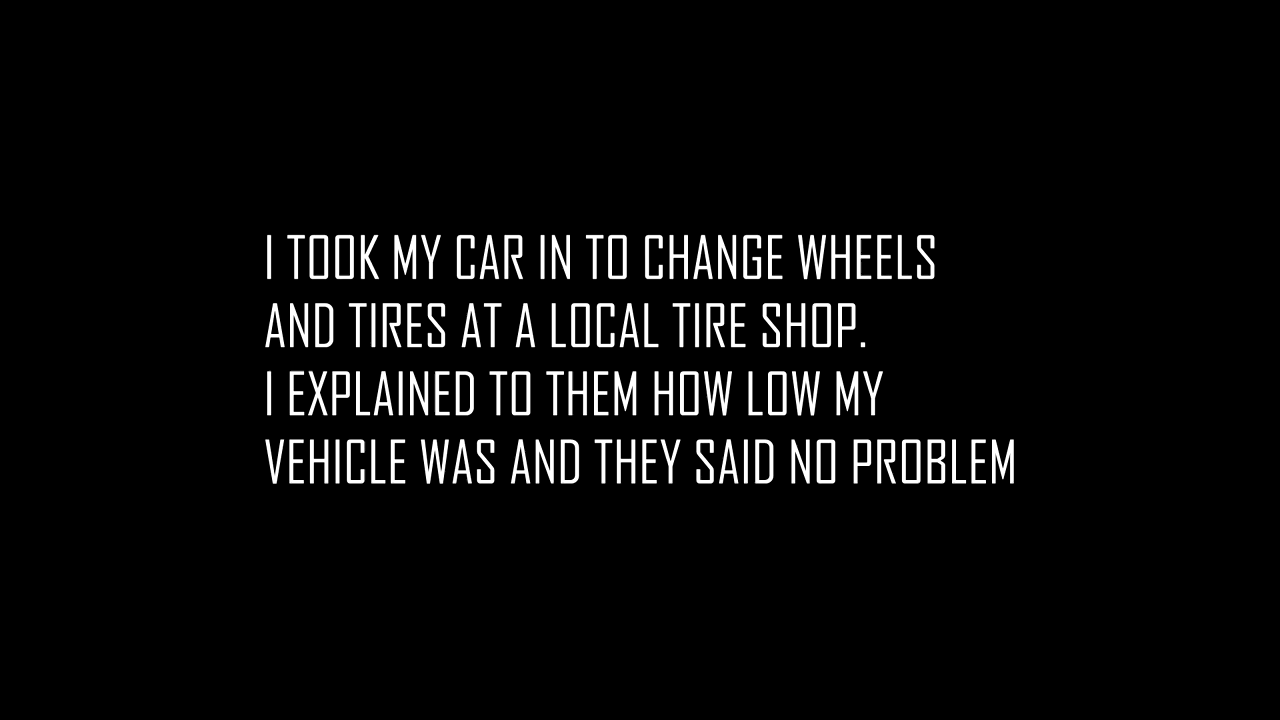 I TOOK MY CAR IN TO CHANGE WHEELS
AND TIRES AT A LOCAL TIRE SHOP.
I EXPLAINED TO THEM HOW LOW MY
VEHICLE WAS AND THEY SAID NO PROBLEM